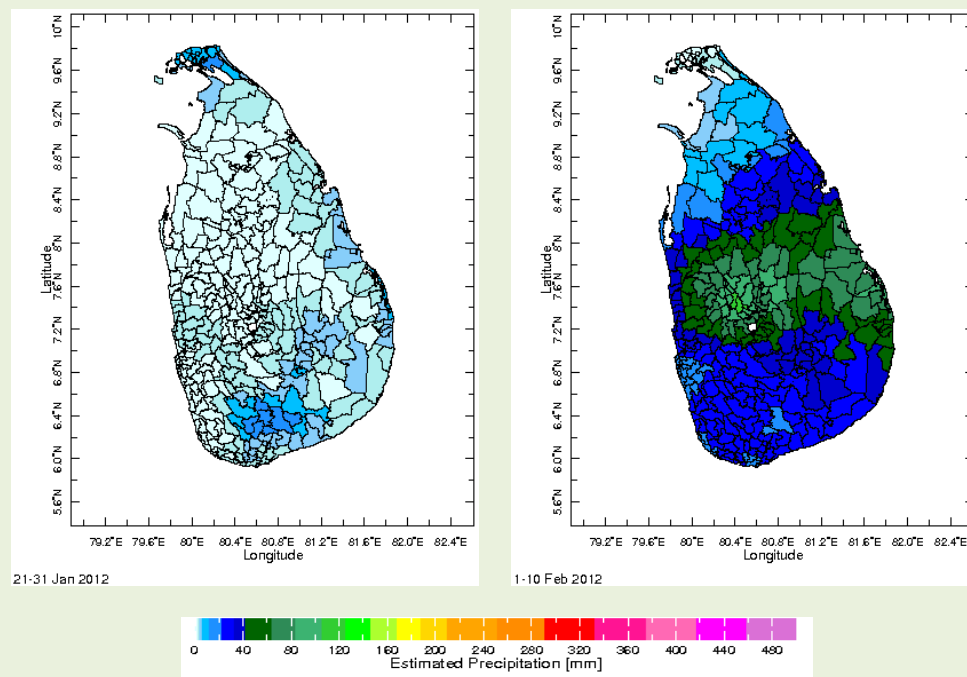 10°N
9.6°N
9.2°N
8.8°N
8.4°N
8°N
7.6°N
7.2°N
6.8°N
6.4°N
6.0°N
5.6°N
Latitude
79.2°E 79.6°E 80°E 80.4°E 80.8°E 81.2°E 81.6°E 82.0°E 82.4°E
Longitude
21-31 Jan 2012
10°N
9.6°N
9.2°N
8.8°N
8.4°N
8°N
7.6°N
7.2°N
6.8°N
6.4°N
6.0°N
5.6°N
Latitude
79.2°E 79.6°E 80°E 80.4°E 80.8°E 81.2°E 81.6°E 82.0°E 82.4°E
Longitude
1-10 Feb 2012
0 40 80 120 160 200 240 280 320 360 400 440 480
Estimated Precipitation [mm]